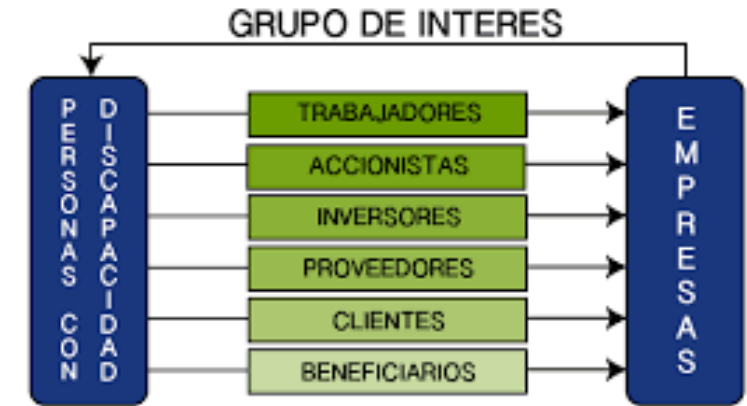 GRUPO DE INTERES
PERSONAS CON
DISCAPACIDAD
TRABAJADORES
ACCIONISTAS
INVERSORES
PROVEEDORES
CLIENTES
BENEFICIARIOS
EMPRESAS